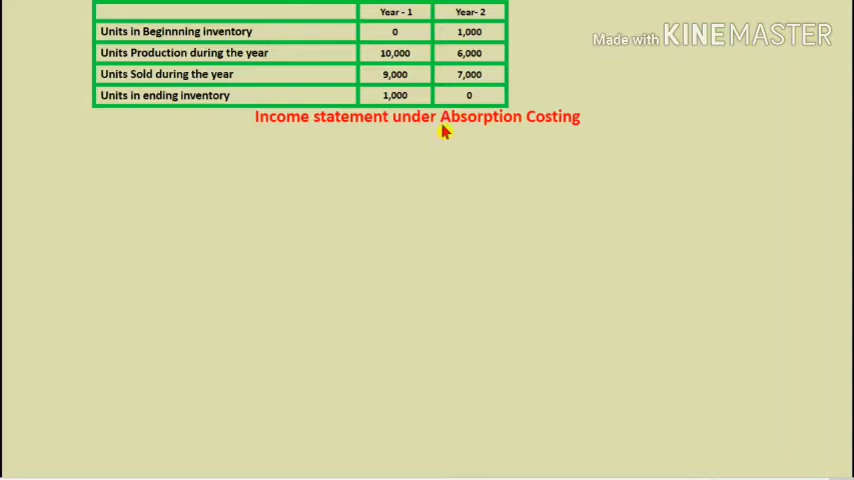 Year - 1 Year- 2
Units in Beginnning inventory 0 1,000
Units Production during the year 10,000 6,000
Units Sold during the year 9,000 7,000
Units in ending inventory 1,000 0
Income statement under Absorption Costing
Made with KINEMASTER